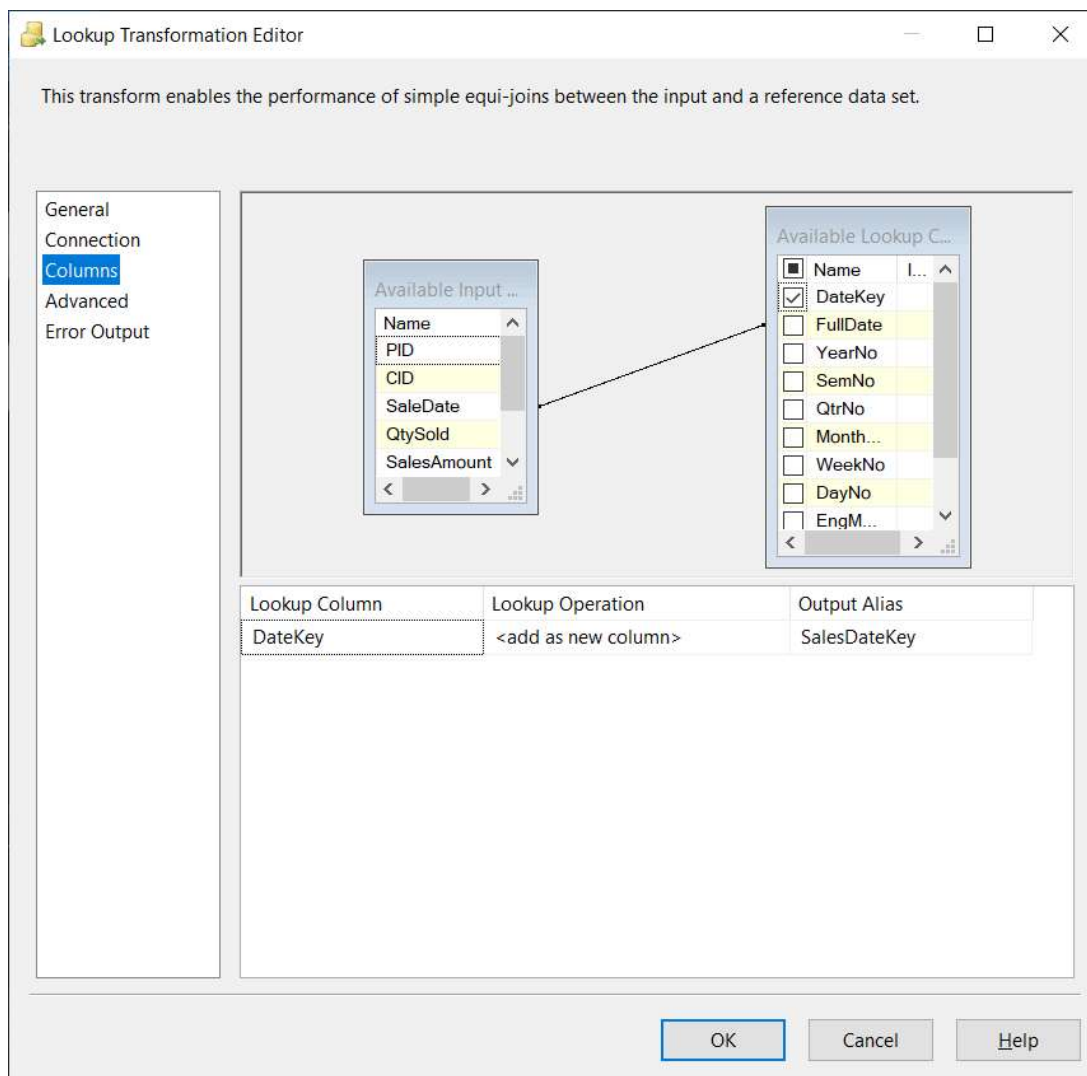 Lookup Transformation Editor
This transform enables the performance of simple equi-joins between the input and a reference data set.
General
Connection
Columns
Advanced
Error Output
Available Input ...
Name
PID
CID
SaleDate
QtySold
SalesAmount
Available Lookup C...
Name I...
DateKey
FullDate
YearNo
SemNo
QtrNo
Month...
WeekNo
DayNo
EngM...
Lookup Column Lookup Operation Output Alias
DateKey <add as new column> SalesDateKey
OK Cancel Help